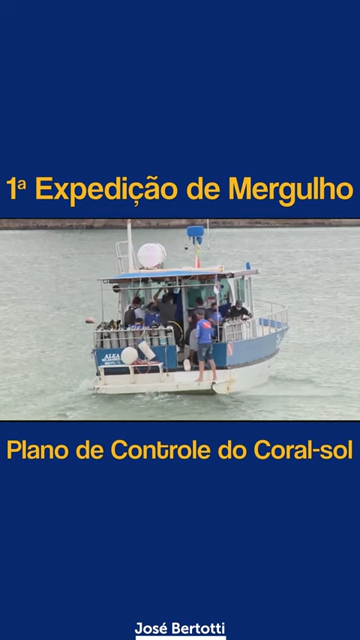 1ª Expedição de Mergulho
Plano de Controle do Coral-sol
José Bertotti